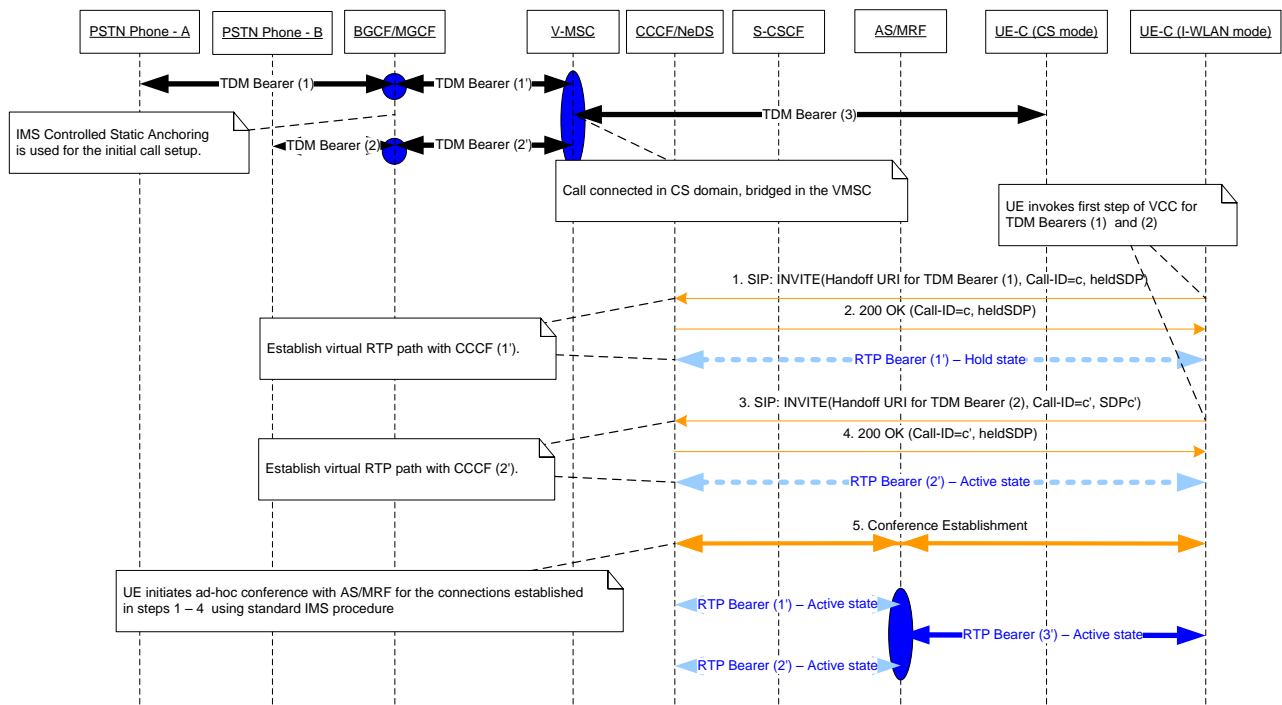 PSTN Phone - A
PSTN Phone - B
BGCF/MGCF
V-MSC
CCCF/NeDS
S-CSCF
AS/MRF
UE-C (CS mode)
UE-C (I-WLAN mode)
TDM Bearer (1)
TDM Bearer (1')
TDM Bearer (3)
IMS Controlled Static Anchoring
is used for the initial call setup.
TDM Bearer (2)
TDM Bearer (2')
Call connected in CS domain, bridged in the VMSC
UE invokes first step of VCC for
TDM Bearers (1) and (2)
1. SIP: INVITE(Handoff URI for TDM Bearer (1), Call-ID=c, heldSDP)
2. 200 OK (Call-ID=c, heldSDP)
Establish virtual RTP path with CCCF (1').
RTP Bearer (1') – Hold state
3. SIP: INVITE(Handoff URI for TDM Bearer (2), Call-ID=c', SDPc')
4. 200 OK (Call-ID=c', heldSDP)
Establish virtual RTP path with CCCF (2').
RTP Bearer (2') – Active state
5. Conference Establishment
UE initiates ad-hoc conference with AS/MRF for the connections established
in steps 1 – 4 using standard IMS procedure
RTP Bearer (1') – Active state
RTP Bearer (3') – Active state
RTP Bearer (2') – Active state